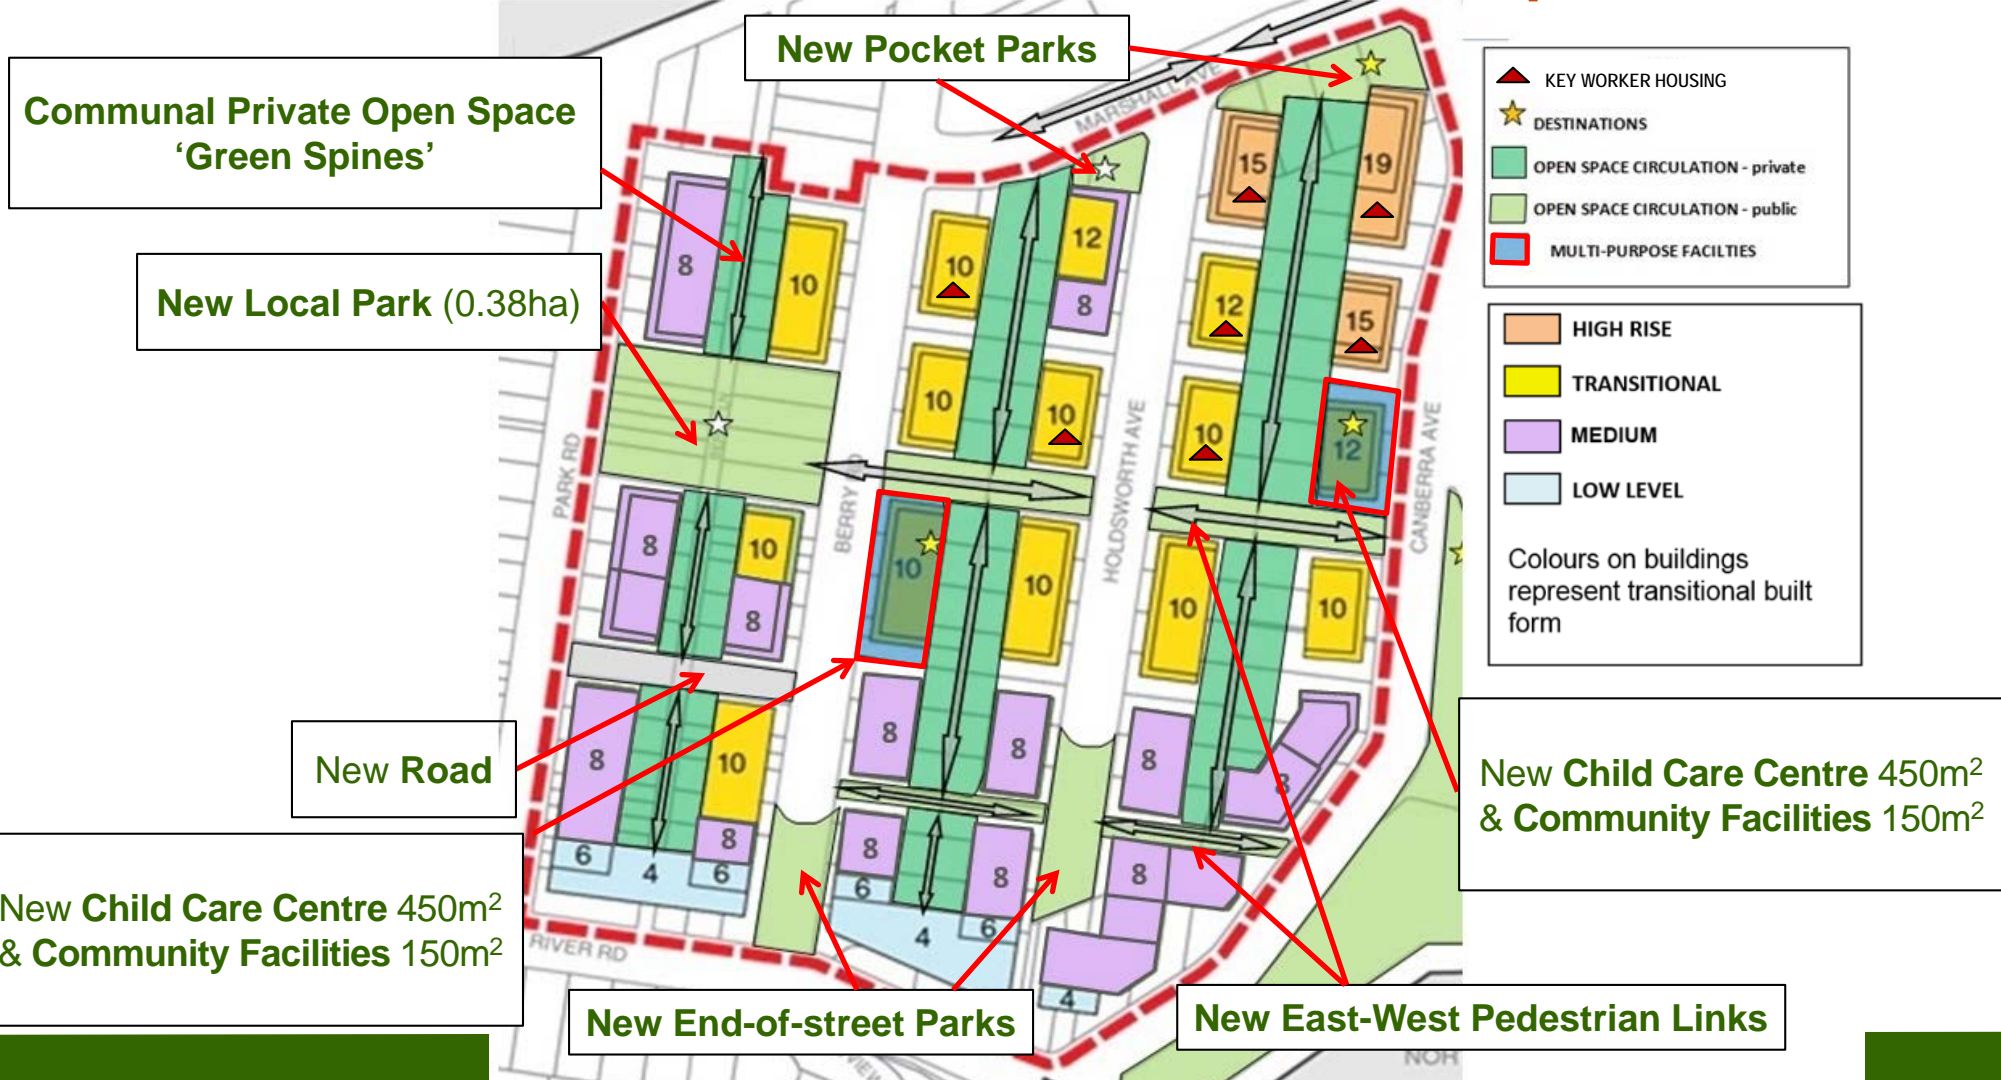 New Pocket Parks
Communal Private Open Space
‘Green Spines’
New Local Park (0.38ha)
New Road
New Child Care Centre 450m²
& Community Facilities 150m²
New End-of-street Parks
New East-West Pedestrian Links
New Child Care Centre 450m²
& Community Facilities 150m²
KEY WORKER HOUSING
DESTINATIONS
OPEN SPACE CIRCULATION - private
OPEN SPACE CIRCULATION - public
MULTI-PURPOSE FACILTIES
HIGH RISE
TRANSITIONAL
MEDIUM
LOW LEVEL
Colours on buildings
represent transitional built
form
MARSHALL AVE
PARK RD
BERRY RD
HOLDSWORTH AVE
CANBERRA AVE
RIVER RD
NOR
8
10
8
10
8
8
10
8
6
4
6
10
12
8
10
10
10
10
8
8
8
6
8
6
4
15
19
12
15
10
12
10
10
8
8
8
4